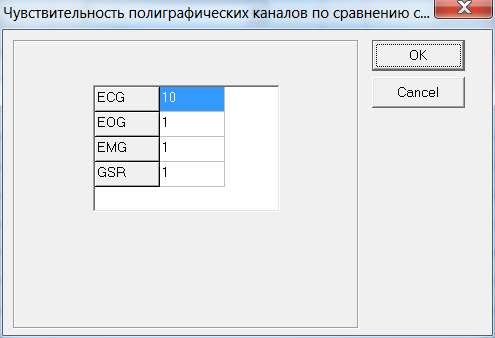 Чувствительность полиграфических каналов по сравнению с...
OK
Cancel
ECG 10
EOG 1
EMG 1
GSR 1